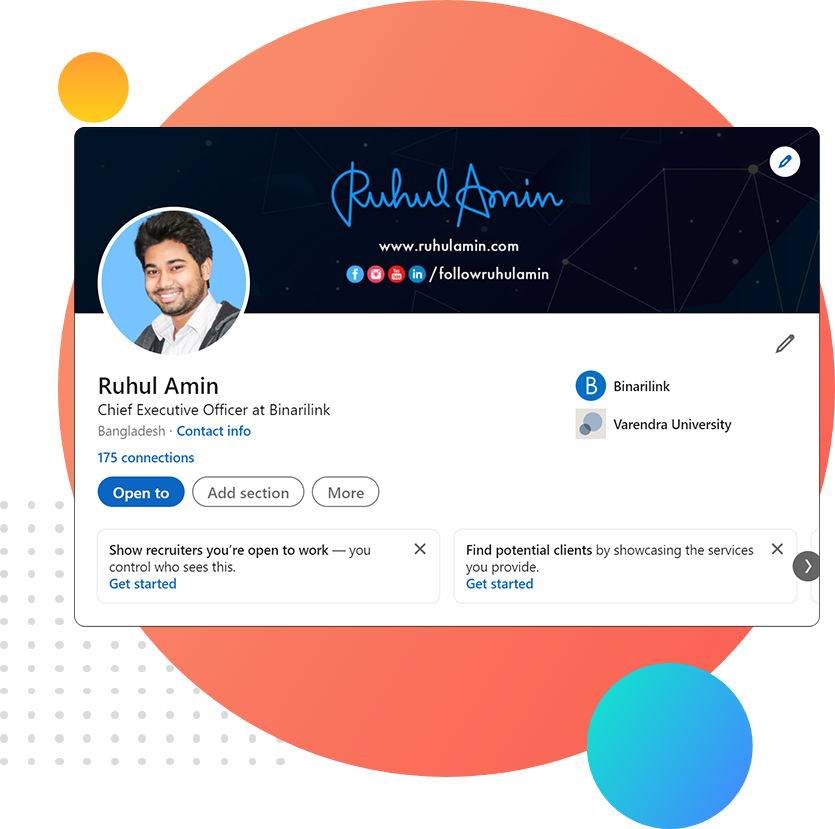 Ruhul Amin
www.ruhulamin.com
/followruhulamin
Ruhul Amin
Chief Executive Officer at Binarilink
Bangladesh · Contact info
175 connections
Open to
Add section
More
B Binarilink
Varendra University
Show recruiters you’re open to work — you
control who sees this.
Get started
Find potential clients by showcasing the services
you provide.
Get started